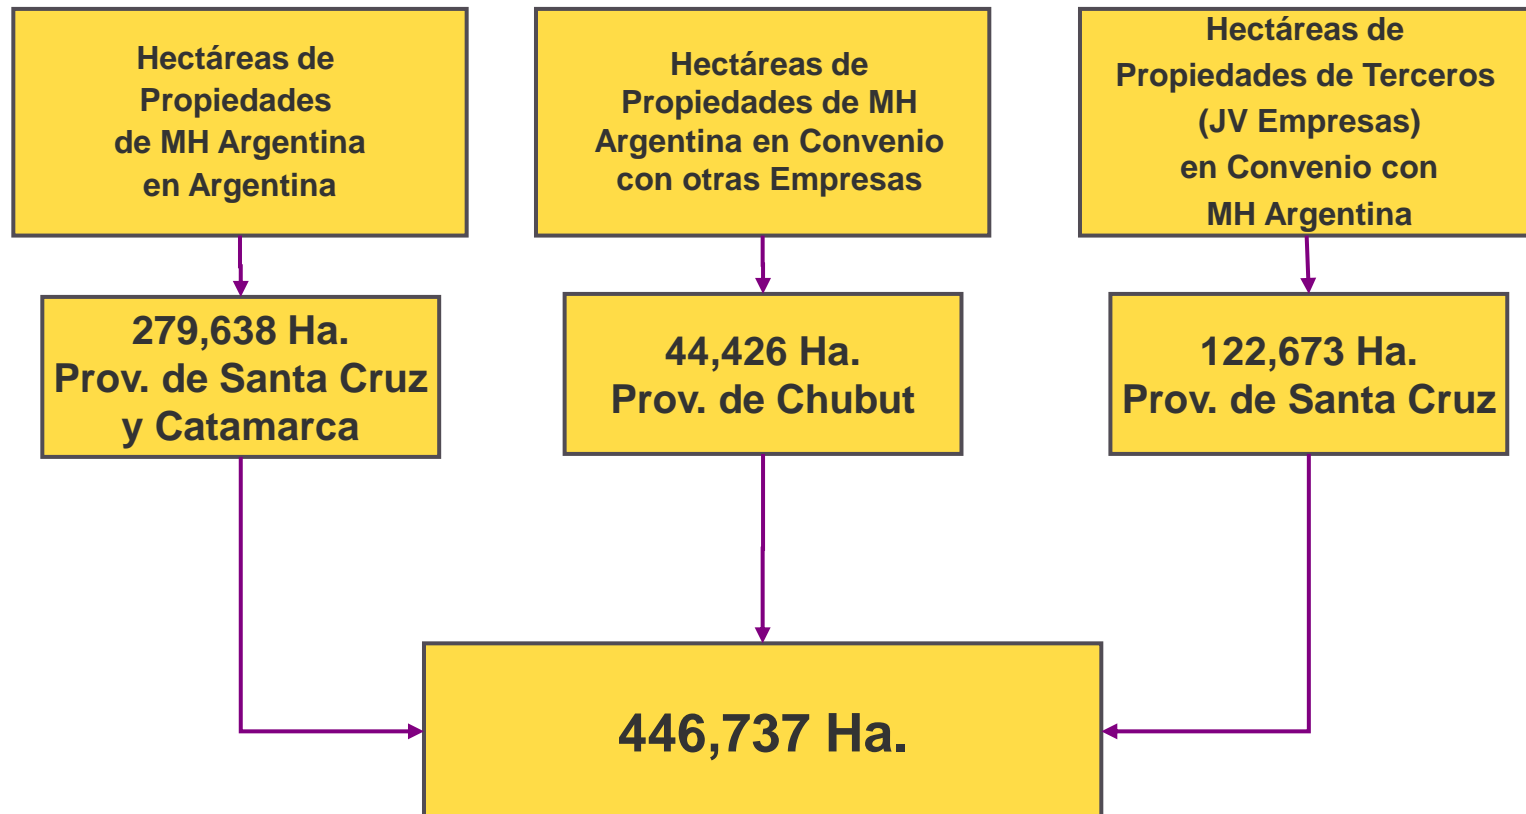 Hectáreas de
Propiedades
de MH Argentina
en Argentina
Hectáreas de
Propiedades de MH
Argentina en Convenio
con otras Empresas
Hectáreas de
Propiedades de Terceros
(JV Empresas)
en Convenio con
MH Argentina
279,638 Ha.
Prov. de Santa Cruz
y Catamarca
44,426 Ha.
Prov. de Chubut
122,673 Ha.
Prov. de Santa Cruz
446,737 Ha.